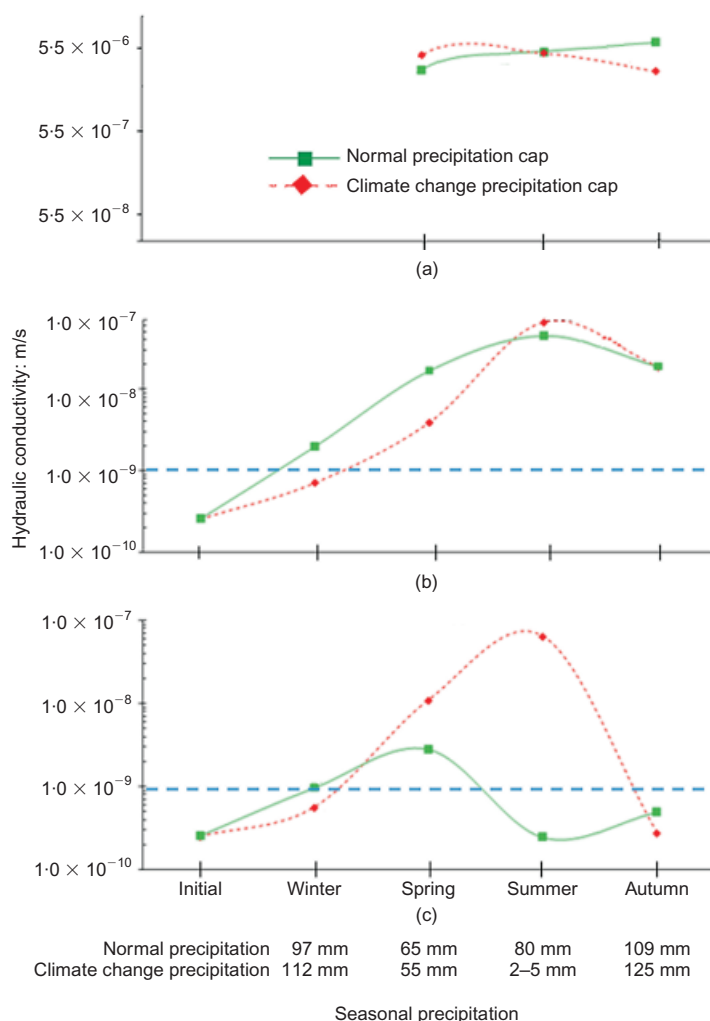 5·5 × 10⁻⁶
5·5 × 10⁻⁷
5·5 × 10⁻⁸
Normal precipitation cap
Climate change precipitation cap
(a)
Hydraulic conductivity: m/s
1·0 × 10⁻⁷
1·0 × 10⁻⁸
1·0 × 10⁻⁹
1·0 × 10⁻¹⁰
(b)
1·0 × 10⁻⁷
1·0 × 10⁻⁸
1·0 × 10⁻⁹
1·0 × 10⁻¹⁰
Initial Winter Spring Summer Autumn
(c)
Normal precipitation 97 mm 65 mm 80 mm 109 mm
Climate change precipitation 112 mm 55 mm 2–5 mm 125 mm
Seasonal precipitation